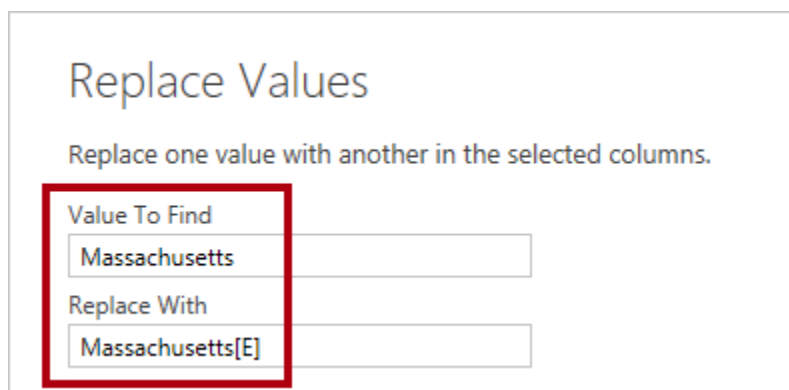 Replace Values
Replace one value with another in the selected columns.
Value To Find
Massachusetts
Replace With
Massachusetts[E]